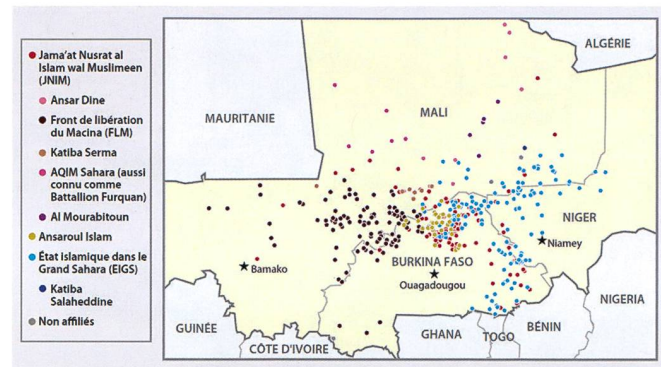 Jama'at Nusrat al
Islam wal Muslimeen
(JNIM)
Ansar Dine
Front de libération
du Macina (FLM)
Katiba Serma
AQIM Sahara (aussi
connu comme
Battallion Furquan)
Al Mourabitoun
Ansaroul Islam
État Islamique dans le
Grand Sahara (EIGS)
Katiba
Salaheddine
Non affiliés
ALGÉRIE
MAURITANIE
MALI
NIGER
Niamey
Bamako
BURKINA FASO
Ouagadougou
NIGERIA
GUINÉE
CÔTE D'IVOIRE
GHANA
TOGO
BÉNIN